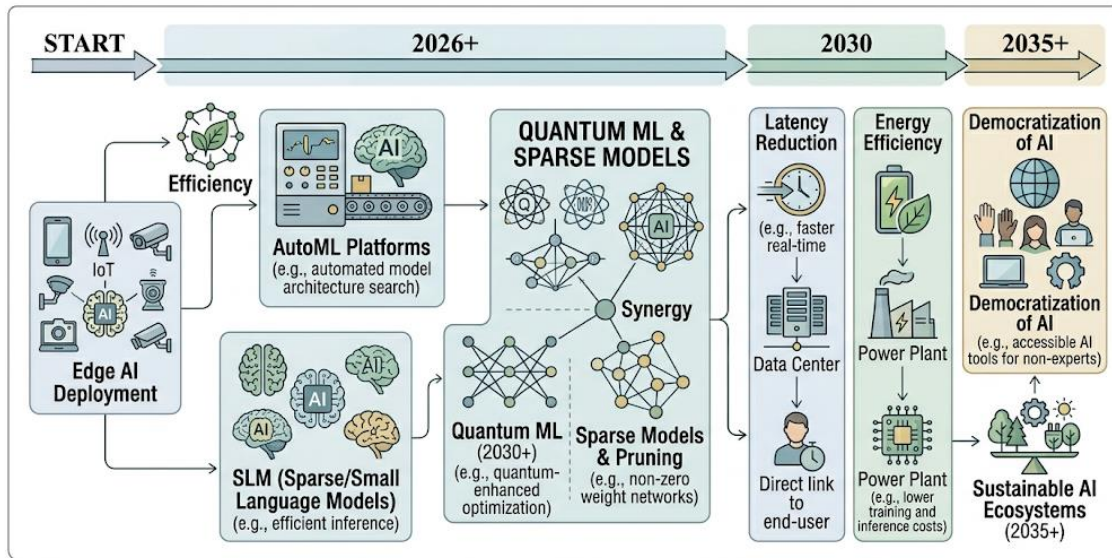 START
2026+
2030
2035+
Efficiency
IoT
AI
Edge AI
Deployment
AI
AutoML Platforms
(e.g., automated model
architecture search)
AI
AI
AI
SLM (Sparse/Small
Language Models)
(e.g., efficient inference)
QUANTUM ML &
SPARSE MODELS
Q
AI
Synergy
Quantum ML
(2030+)
(e.g., quantum-
enhanced
optimization)
Sparse Models
& Pruning
(e.g., non-zero
weight networks)
Latency
Reduction
(e.g., faster
real-time)
Data Center
Direct link
to
end-user
Energy
Efficiency
Power Plant
Power Plant
(e.g., lower
training and
inference costs)
Democratization
of AI
Democratization
of AI
(e.g., accessible AI
tools for non-experts)
Sustainable AI
Ecosystems
(2035+)